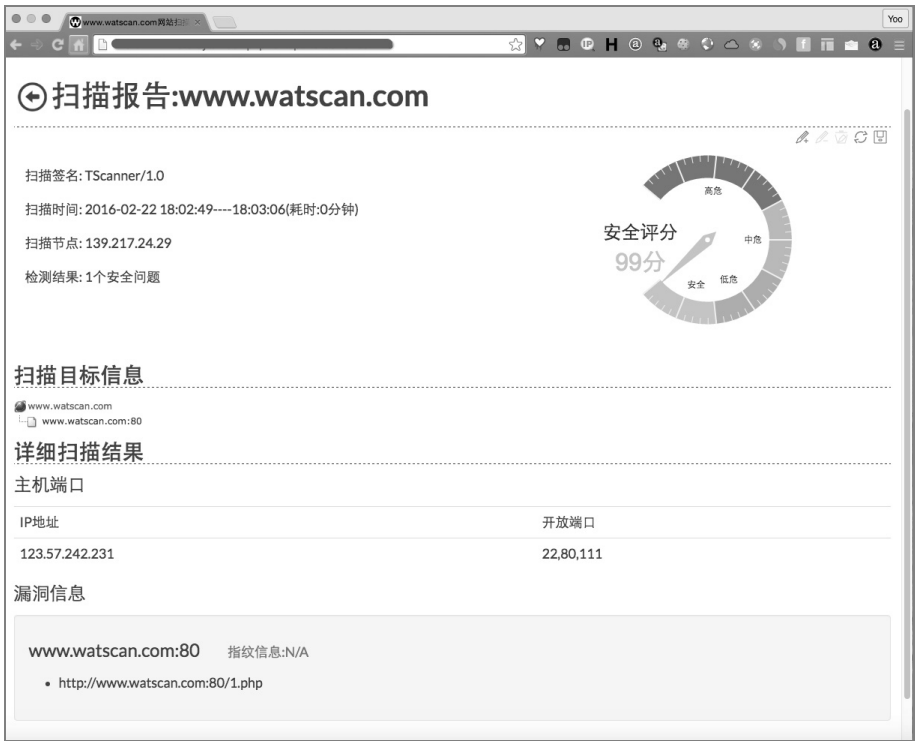 www.watscan.com网站扫
Yoo
扫描报告:www.watscan.com
扫描签名: TScanner/1.0
扫描时间: 2016-02-22 18:02:49----18:03:06(耗时:0分钟)
扫描节点: 139.217.24.29
检测结果: 1个安全问题
安全评分
99分
高危
中危
低危
安全
扫描目标信息
www.watscan.com
www.watscan.com:80
详细扫描结果
主机端口
IP地址 开放端口
123.57.242.231 22,80,111
漏洞信息
www.watscan.com:80 指纹信息:N/A
• http://www.watscan.com:80/1.php